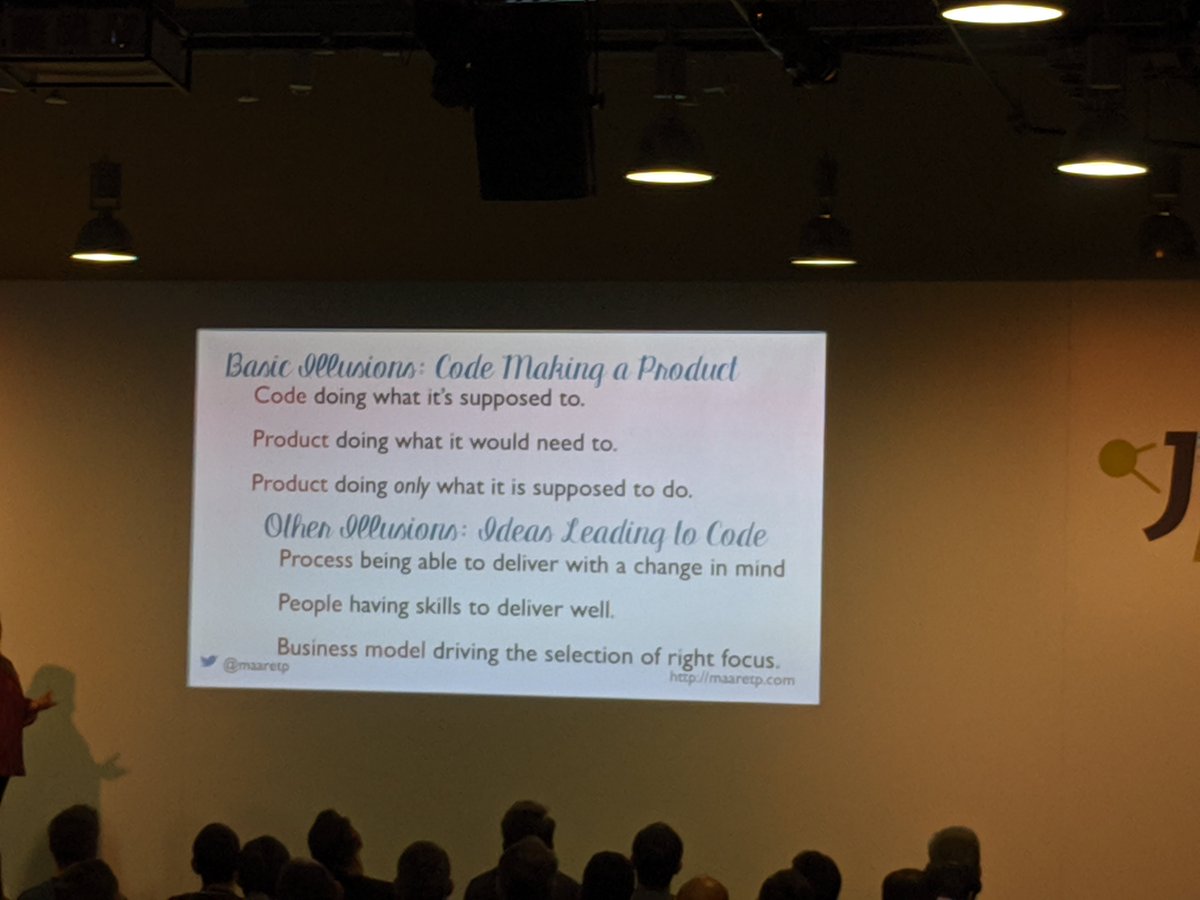 Basic Illusions: Code Making a Product
Code doing what it's supposed to.
Product doing what it would need to.
Product doing only what it is supposed to do.
Other Illusions: Ideas Leading to Code
Process being able to deliver with a change in mind
People having skills to deliver well.
Business model driving the selection of right focus.
@maaretp
http://maaretp.com
J